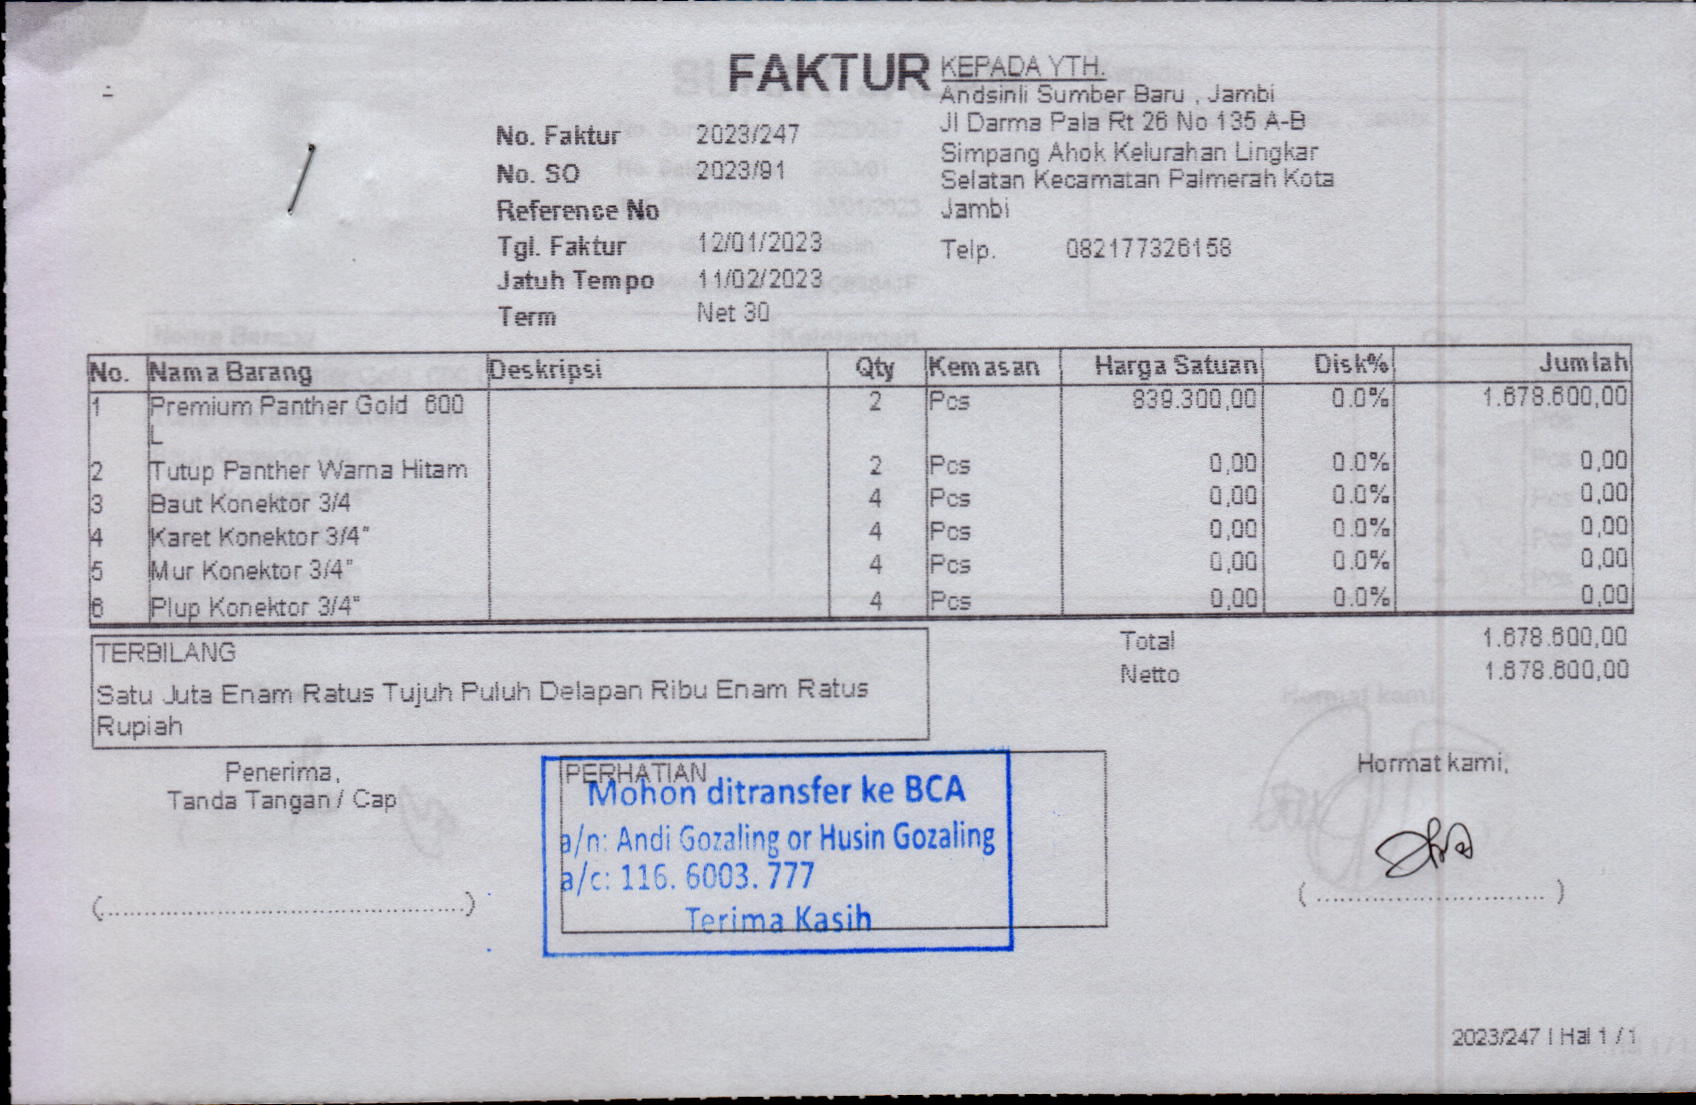 FAKTUR
KEPADA YTH.
Andsinli Sumber Baru , Jambi
Jl Darma Pala Rt 26 No 135 A-B
Simpang Ahok Kelurahan Lingkar
Selatan Kecamatan Palmerah Kota
Jambi
Telp. 082177326158
No. Faktur 2023/247
No. SO 2023/91
Reference No
Tgl. Faktur 12/01/2023
Jatuh Tempo 11/02/2023
Term Net 30
No. Nama Barang Deskripsi Qty Kemasan Harga Satuan Disk% Jumlah
1 Premium Panther Gold 600 2 Pcs 839.300,00 0.0% 1.678.600,00
L
2 Tutup Panther Warna Hitam 2 Pcs 0,00 0.0% 0,00
3 Baut Konektor 3/4 4 Pcs 0,00 0.0% 0,00
4 Karet Konektor 3/4" 4 Pcs 0,00 0.0% 0,00
5 Mur Konektor 3/4" 4 Pcs 0,00 0.0% 0,00
6 Plup Konektor 3/4" 4 Pcs 0,00 0.0% 0,00
Total 1.678.600,00
Netto 1.678.600,00
TERBILANG
Satu Juta Enam Ratus Tujuh Puluh Delapan Ribu Enam Ratus
Rupiah
Penerima,
Tanda Tangan / Cap
(................................................)
PERHATIAN
Mohon ditransfer ke BCA
a/n: Andi Gozaling or Husin Gozaling
a/c: 116. 6003. 777
Terima Kasih
Hormat kami,
( .............................. )
2023/247 | Hal 1 / 1